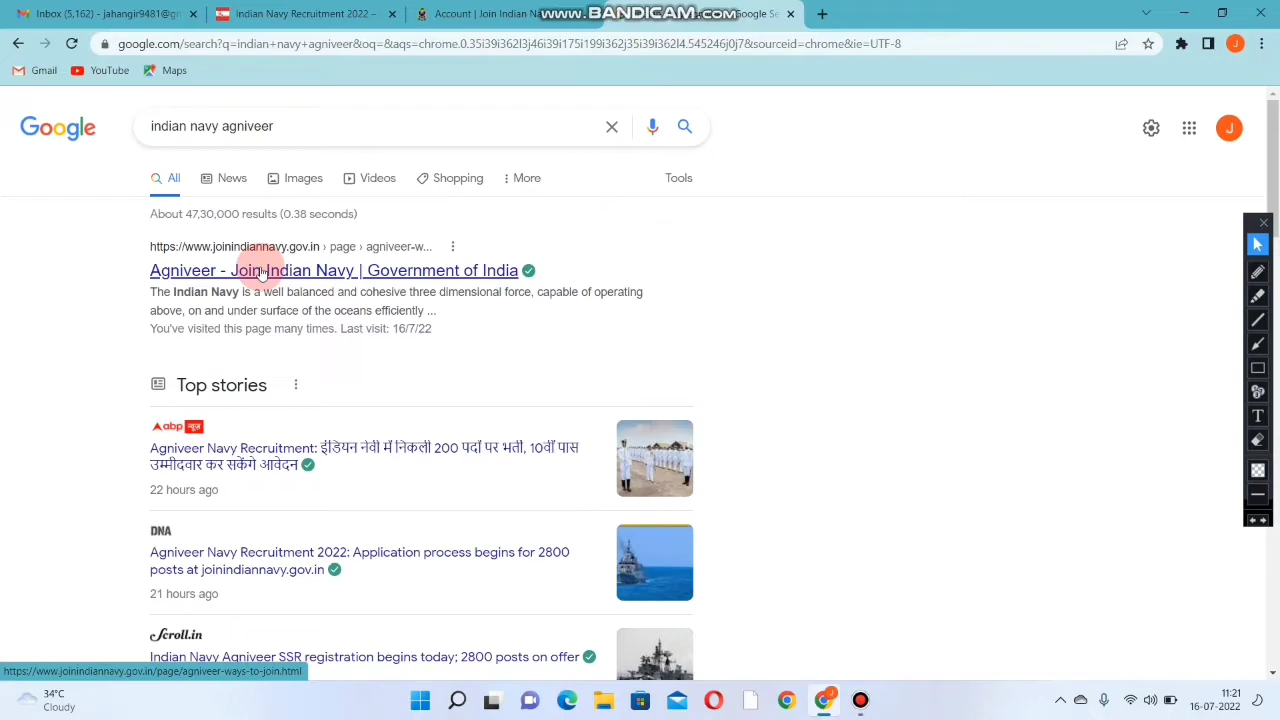 Inbox (5,162) - jahagir9481@gn
Indian Navy Recruitment 2022 -
Account | Join Indian Na
www.BANDICAM.com
Google Se
google.com/search?q=indian+navy+agniveer&oq=&aqs=chrome.0.35i39i362l3j46i39i175i199i362j35i39i362l4.545246j0j7&sourceid=chrome&ie=UTF-8
Gmail
YouTube
Maps
Google
indian navy agniveer
J
All
News
Images
Videos
Shopping
More
Tools
About 47,30,000 results (0.38 seconds)
https://www.joinindiannavy.gov.in › page › agniveer-w...
Agniveer - Join Indian Navy | Government of India
The Indian Navy is a well balanced and cohesive three dimensional force, capable of operating
above, on and under surface of the oceans efficiently ...
You've visited this page many times. Last visit: 16/7/22
Top stories
abp न्यूज़
Agniveer Navy Recruitment: इंडियन नेवी में निकली 200 पदों पर भर्ती, 10वीं पास
उम्मीदवार कर सकेंगे आवेदन
22 hours ago
DNA
Agniveer Navy Recruitment 2022: Application process begins for 2800
posts at joinindiannavy.gov.in
21 hours ago
Scroll.in
Indian Navy Agniveer SSR registration begins today; 2800 posts on offer
https://www.joinindiannavy.gov.in/page/agniveer-ways-to-join.html
34°C
Cloudy
11:21
16-07-2022